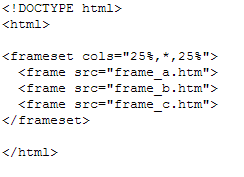 <!DOCTYPE html>
<html>

<frameset cols="25%,*,25%">
  <frame src="frame_a.htm">
  <frame src="frame_b.htm">
  <frame src="frame_c.htm">
</frameset>

</html>